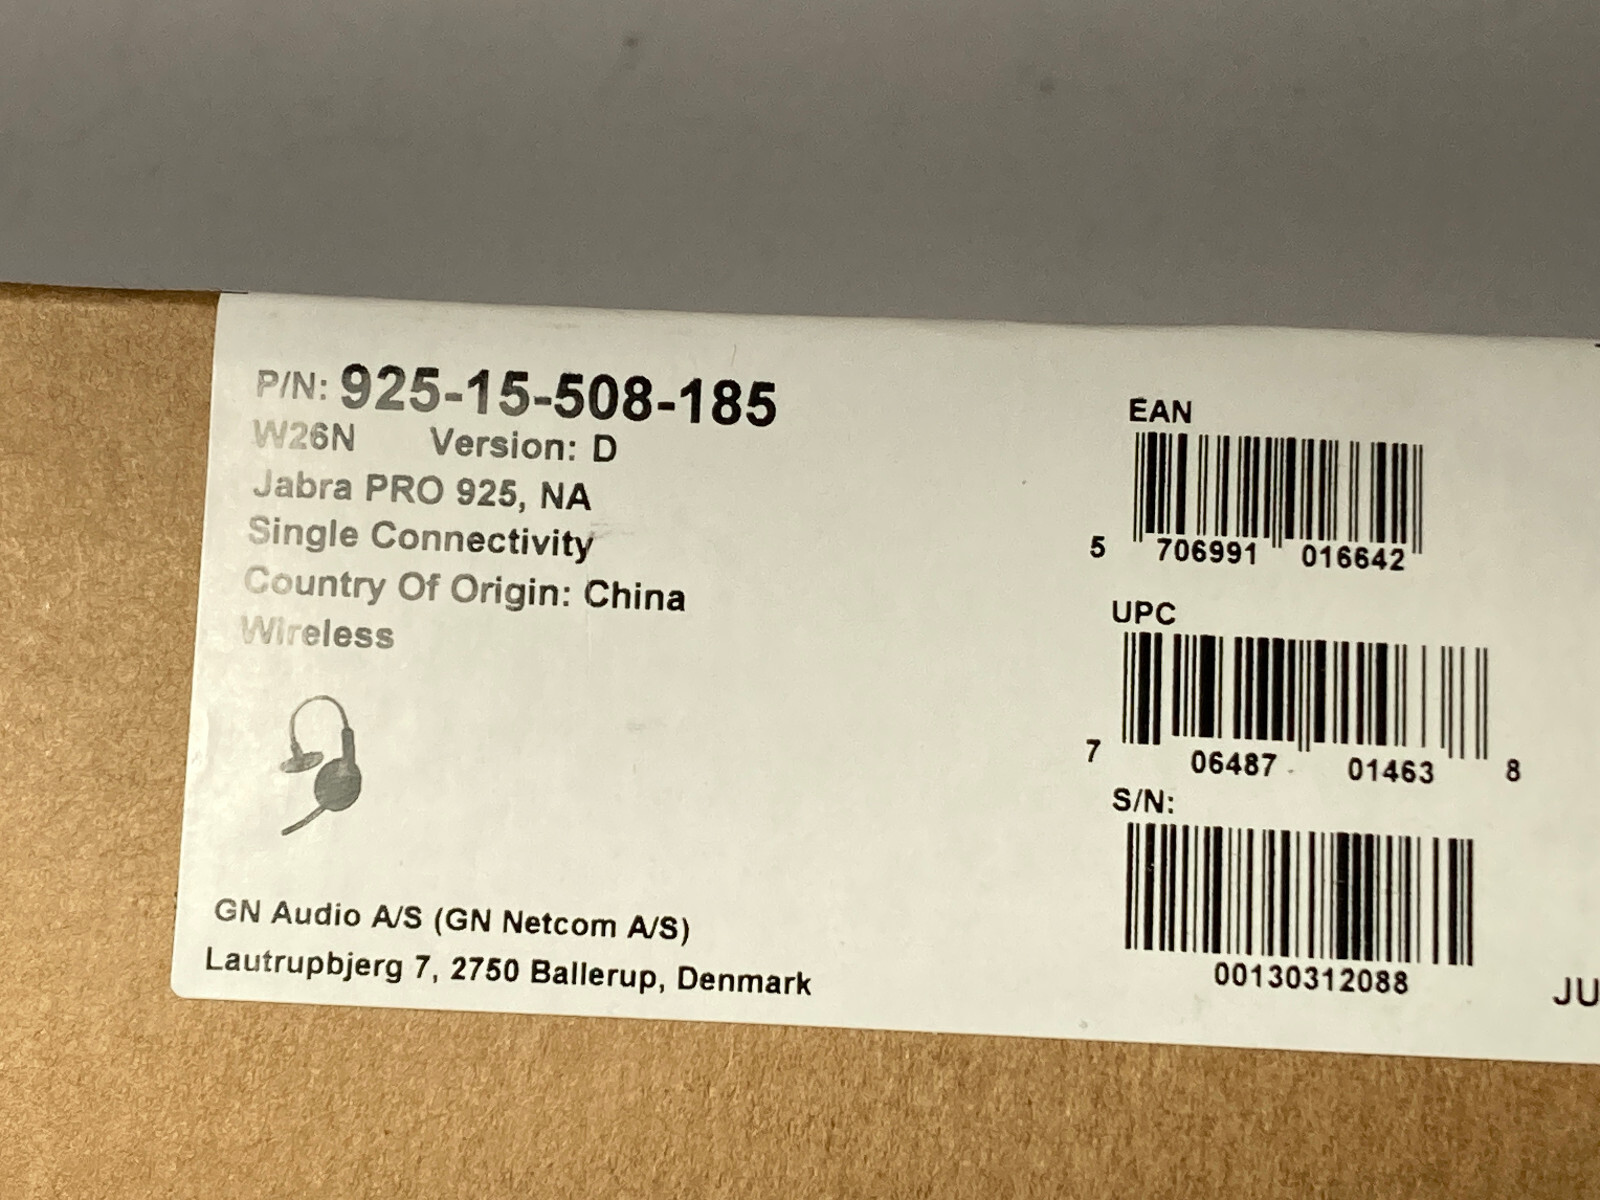 P/N: 925-15-508-185
W26N Version: D
Jabra PRO 925, NA
Single Connectivity
Country Of Origin: China
Wireless
GN Audio A/S (GN Netcom A/S)
Lautrupbjerg 7, 2750 Ballerup, Denmark
EAN
5 706991 016642
UPC
7 06487 01463 8
S/N:
00130312088
JU